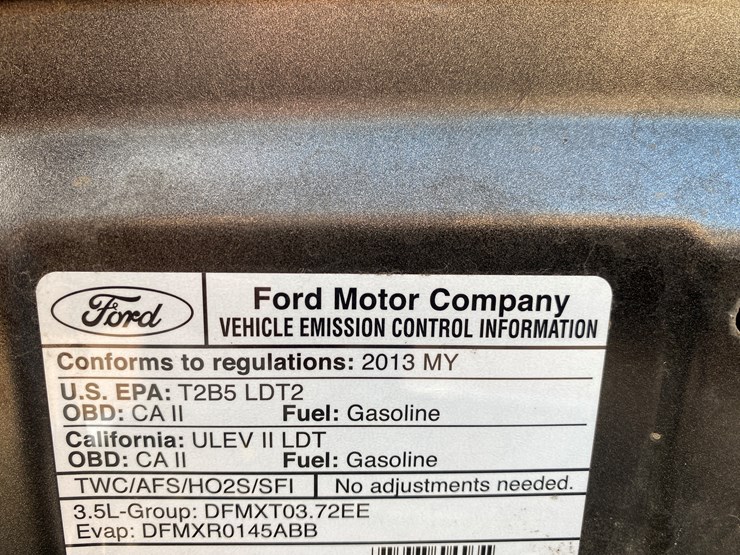 Ford
Ford Motor Company
VEHICLE EMISSION CONTROL INFORMATION
Conforms to regulations: 2013 MY
U.S. EPA: T2B5 LDT2
OBD: CA II Fuel: Gasoline
California: ULEV II LDT
OBD: CA II Fuel: Gasoline
TWC/AFS/HO2S/SFI No adjustments needed.
3.5L-Group: DFMXT03.72EE
Evap: DFMXR0145ABB